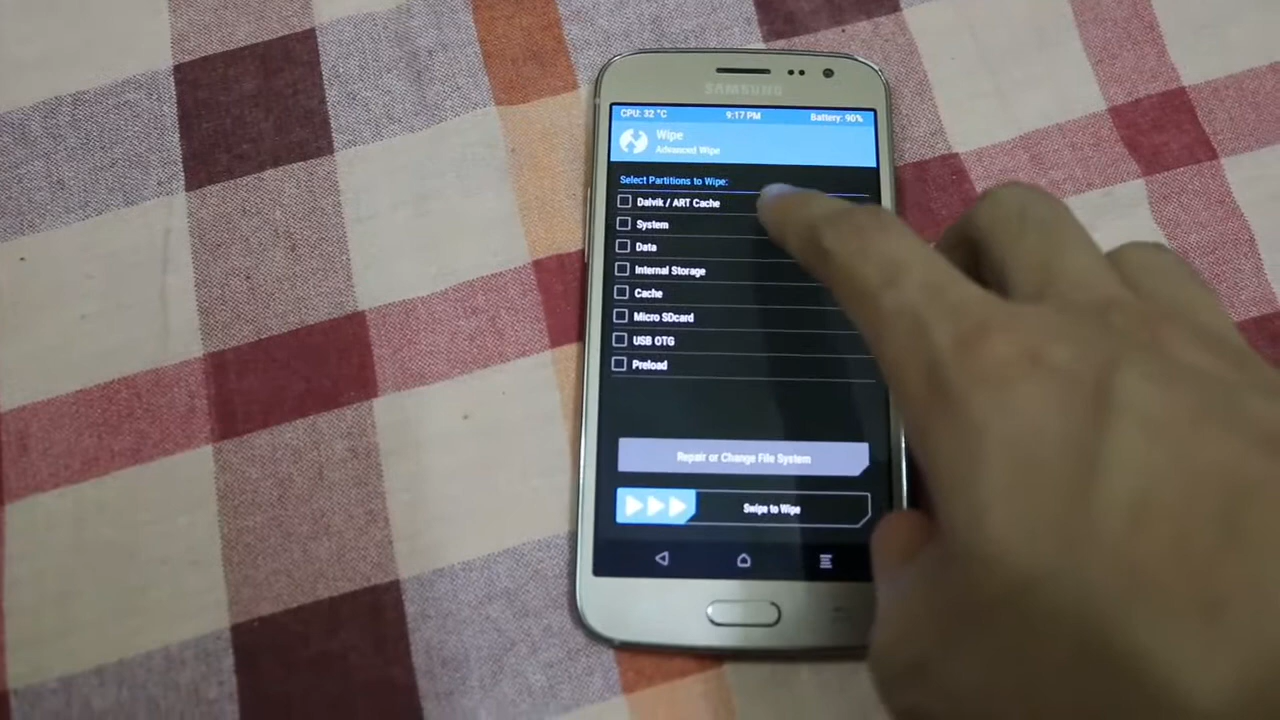 SAMSUNG
CPU: 32 °C 9:17 PM Battery: 90%
Wipe
Advanced Wipe
Select Partitions to Wipe:
Dalvik / ART Cache
System
Data
Internal Storage
Cache
Micro SDcard
USB OTG
Preload
Repair or Change File System
Swipe to Wipe